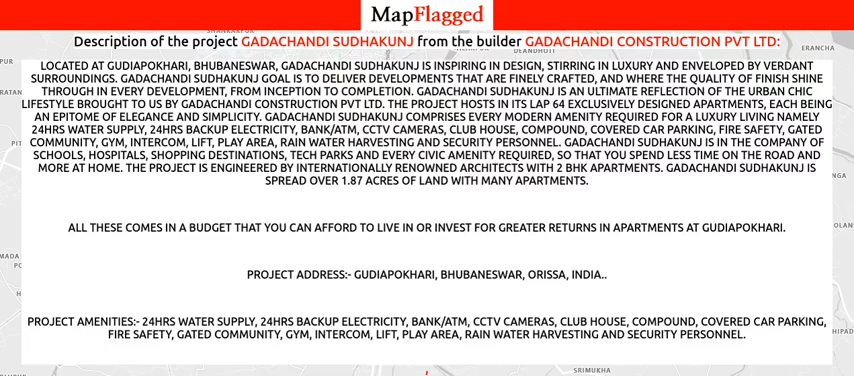 MapFlagged
SHANKARPUR
DEANDHOTI
Description of the project GADACHANDI SUDHAKUNJ from the builder GADACHANDI CONSTRUCTION PVT LTD:
ERANCHA
LOCATED AT GUDIAPOKHARI, BHUBANESWAR, GADACHANDI SUDHAKUNJ IS INSPIRING IN DESIGN, STIRRING IN LUXURY AND ENVELOPED BY VERDANT
SURROUNDINGS. GADACHANDI SUDHAKUNJ GOAL IS TO DELIVER DEVELOPMENTS THAT ARE FINELY CRAFTED, AND WHERE THE QUALITY OF FINISH SHINE
THROUGH IN EVERY DEVELOPMENT, FROM INCEPTION TO COMPLETION. GADACHANDI SUDHAKUNJ IS AN ULTIMATE REFLECTION OF THE URBAN CHIC
LIFESTYLE BROUGHT TO US BY GADACHANDI CONSTRUCTION PVT LTD. THE PROJECT HOSTS IN ITS LAP 64 EXCLUSIVELY DESIGNED APARTMENTS, EACH BEING
AN EPITOME OF ELEGANCE AND SIMPLICITY. GADACHANDI SUDHAKUNJ COMPRISES EVERY MODERN AMENITY REQUIRED FOR A LUXURY LIVING NAMELY
24HRS WATER SUPPLY, 24HRS BACKUP ELECTRICITY, BANK/ATM, CCTV CAMERAS, CLUB HOUSE, COMPOUND, COVERED CAR PARKING, FIRE SAFETY, GATED
COMMUNITY, GYM, INTERCOM, LIFT, PLAY AREA, RAIN WATER HARVESTING AND SECURITY PERSONNEL. GADACHANDI SUDHAKUNJ IS IN THE COMPANY OF
SCHOOLS, HOSPITALS, SHOPPING DESTINATIONS, TECH PARKS AND EVERY CIVIC AMENITY REQUIRED, SO THAT YOU SPEND LESS TIME ON THE ROAD AND
MORE AT HOME. THE PROJECT IS ENGINEERED BY INTERNATIONALLY RENOWNED ARCHITECTS WITH 2 BHK APARTMENTS. GADACHANDI SUDHAKUNJ IS
SPREAD OVER 1.87 ACRES OF LAND WITH MANY APARTMENTS.
ALL THESE COMES IN A BUDGET THAT YOU CAN AFFORD TO LIVE IN OR INVEST FOR GREATER RETURNS IN APARTMENTS AT GUDIAPOKHARI.
PROJECT ADDRESS:- GUDIAPOKHARI, BHUBANESWAR, ORISSA, INDIA..
PROJECT AMENITIES:- 24HRS WATER SUPPLY, 24HRS BACKUP ELECTRICITY, BANK/ATM, CCTV CAMERAS, CLUB HOUSE, COMPOUND, COVERED CAR PARKING,
FIRE SAFETY, GATED COMMUNITY, GYM, INTERCOM, LIFT, PLAY AREA, RAIN WATER HARVESTING AND SECURITY PERSONNEL.
SRIMUKHA